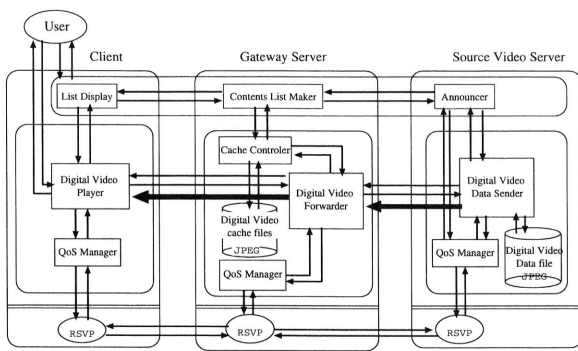 User
Client
Gateway Server
Source Video Server
List Display
Contents List Maker
Announcer
Cache Controler
Digital Video
Player
Digital Video
Forwarder
Digital Video
Data Sender
Digital Video
cache files
JPEG
QoS Manager
QoS Manager
QoS Manager
Digital Video
Data file
JPEG
RSVP
RSVP
RSVP